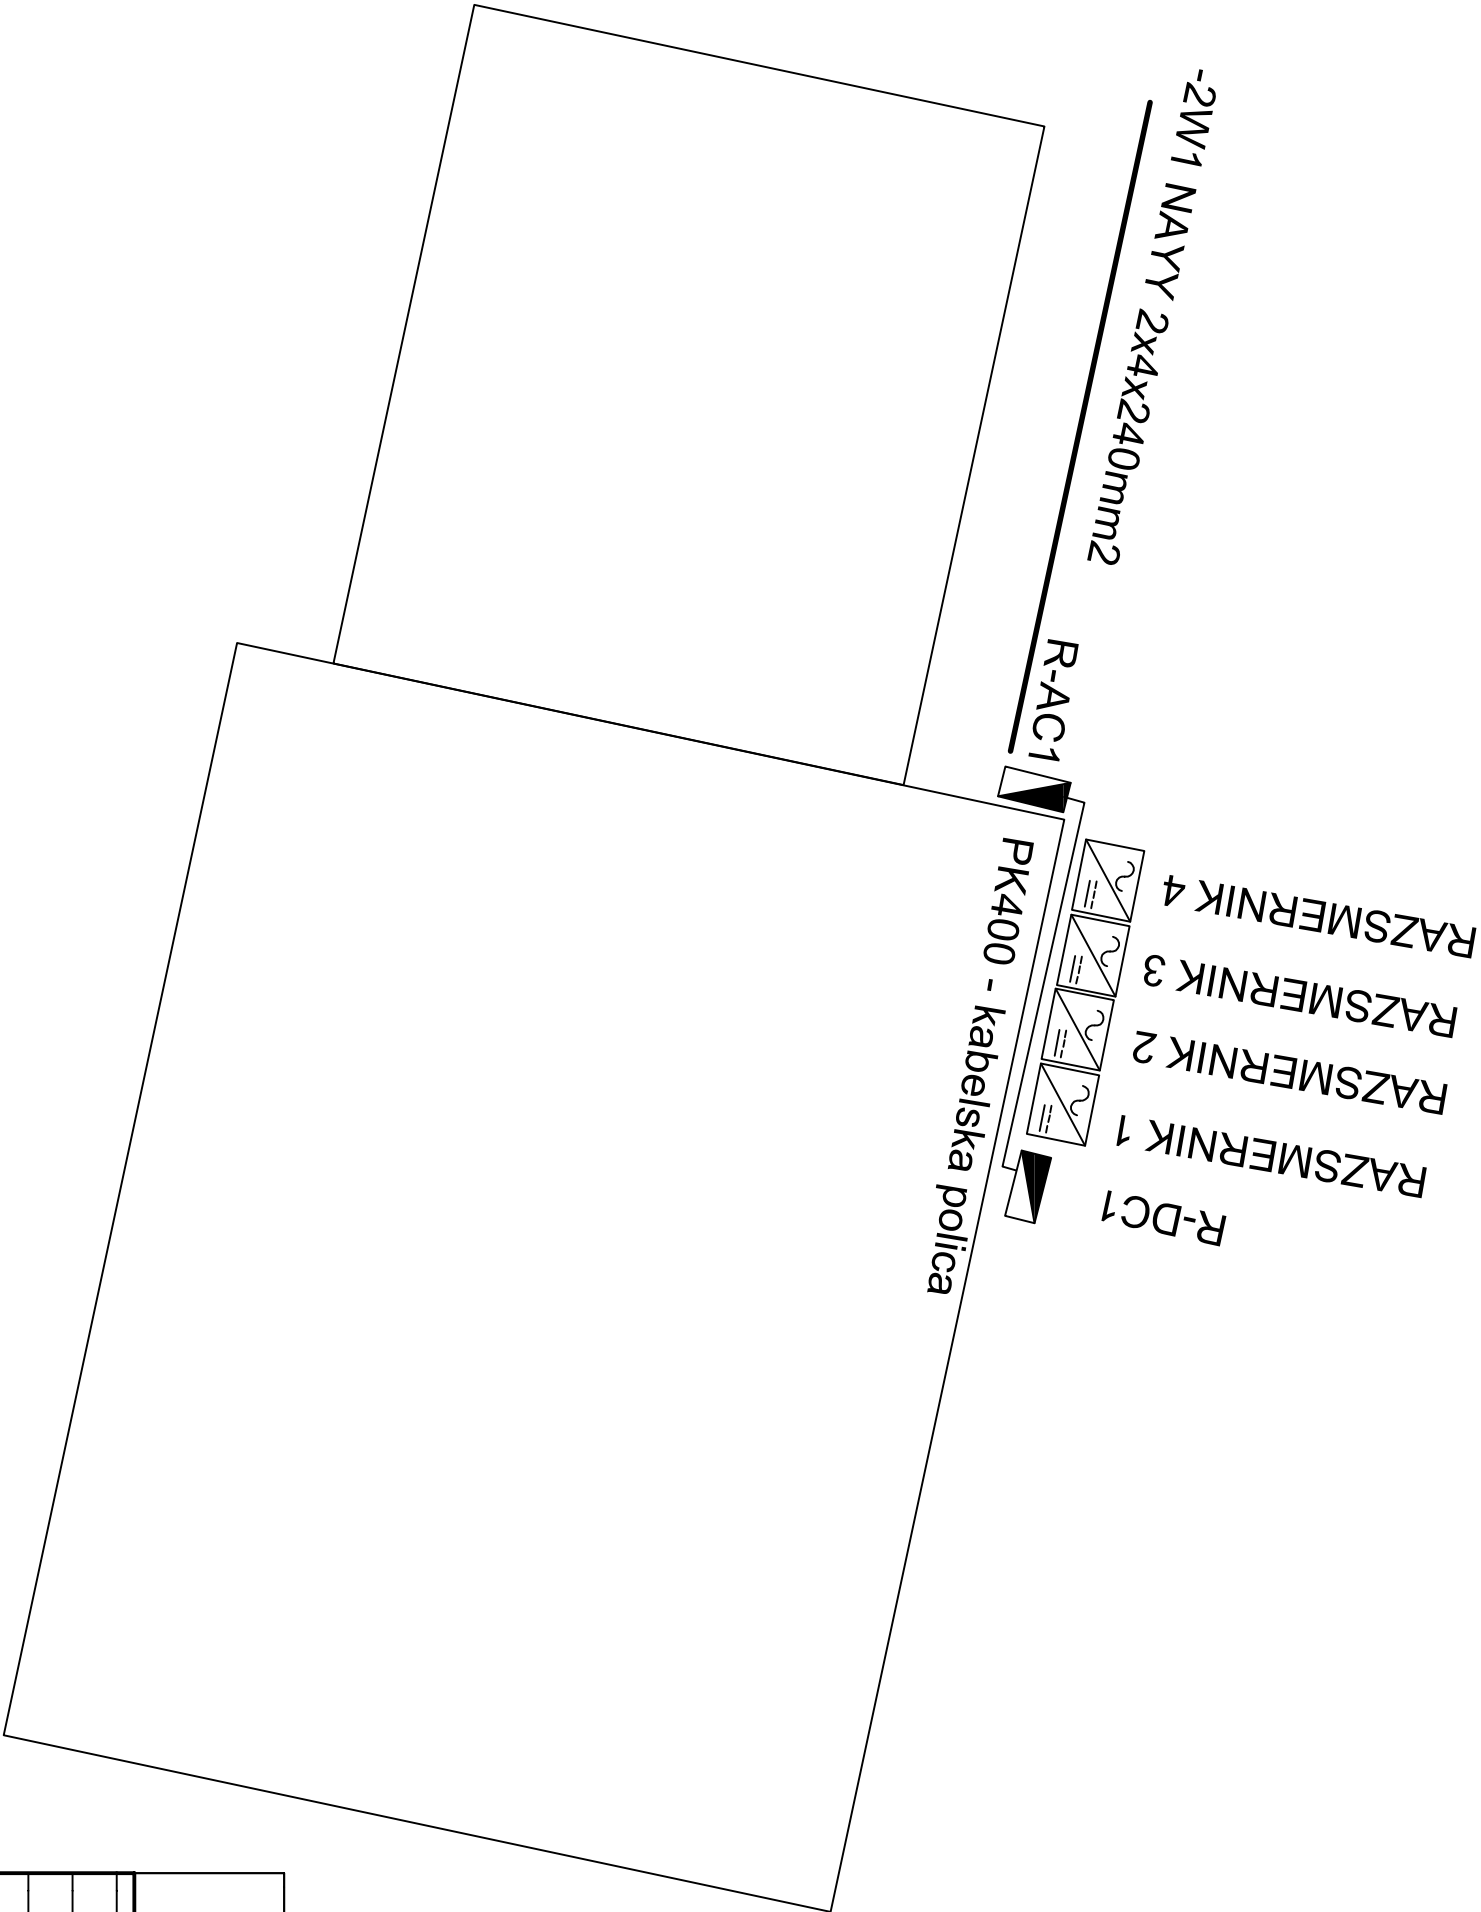 -2W1 NAYY 2x4x240mm2
R-AC1
PK400 - kabelska polica
RAZSMERNIK 4
RAZSMERNIK 3
RAZSMERNIK 2
RAZSMERNIK 1
R-DC1